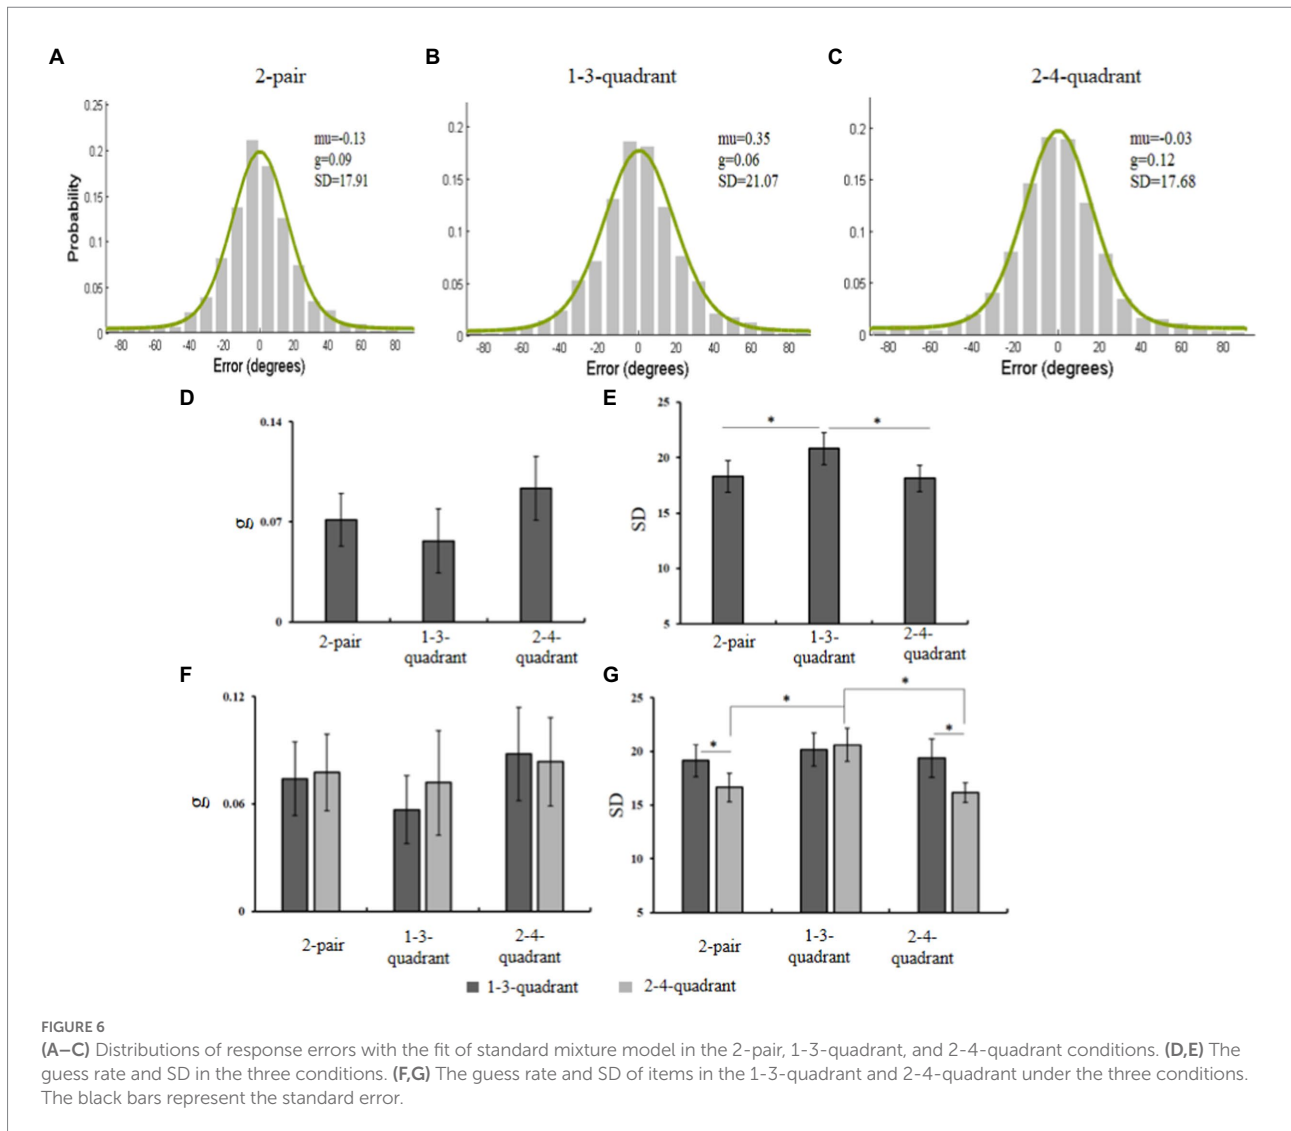 A
2-pair
0.25
0.2
0.15
0.1
0.05
0
Probability
mu=-0.13
g=0.09
SD=17.91
-80 -60 -40 -20 0 20 40 60 80
Error (degrees)
B
1-3-quadrant
0.2
0.15
0.1
0.05
0
mu=0.35
g=0.06
SD=21.07
-80 -60 -40 -20 0 20 40 60 80
Error (degrees)
C
2-4-quadrant
0.2
0.15
0.1
0.05
0
mu=-0.03
g=0.12
SD=17.68
-80 -60 -40 -20 0 20 40 60 80
Error (degrees)
D
0.14
0.07
0
g
2-pair
1-3-
quadrant
2-4-
quadrant
E
25
20
15
10
5
SD
*
*
2-pair
1-3-
quadrant
2-4-
quadrant
F
0.12
0.06
0
g
2-pair
1-3-
quadrant
2-4-
quadrant
G
25
20
15
10
5
SD
*
*
*
*
2-pair
1-3-
quadrant
2-4-
quadrant
1-3-quadrant 2-4-quadrant
FIGURE 6
(A–C) Distributions of response errors with the fit of standard mixture model in the 2-pair, 1-3-quadrant, and 2-4-quadrant conditions. (D,E) The
guess rate and SD in the three conditions. (F,G) The guess rate and SD of items in the 1-3-quadrant and 2-4-quadrant under the three conditions.
The black bars represent the standard error.